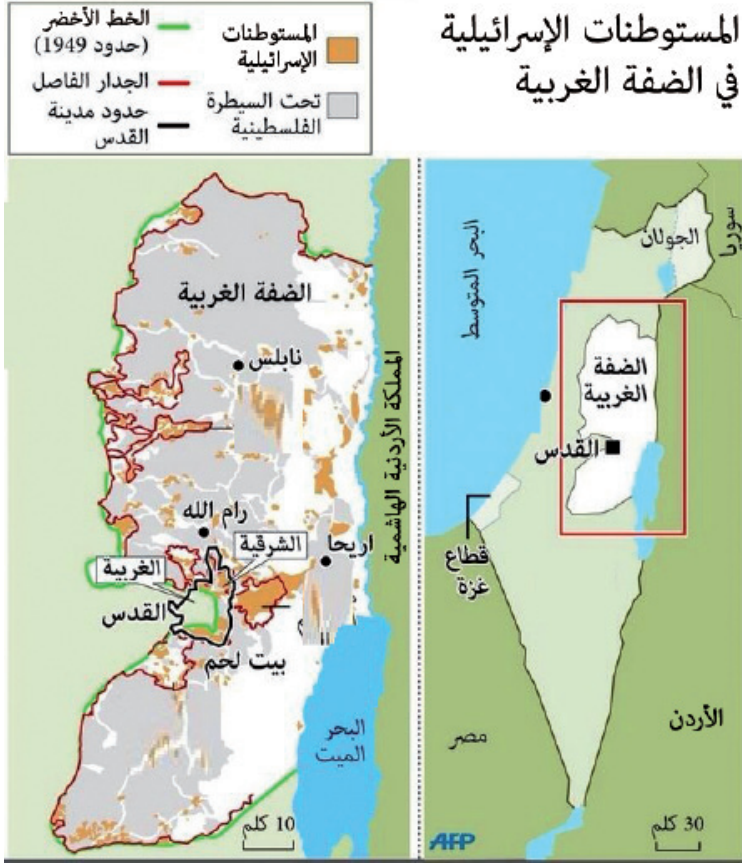 المستوطنات الإسرائيلية
في الضفة الغربية
المستوطنات
الإسرائيلية
تحت السيطرة
الفلسطينية
الخط الأخضر
(حدود 1949)
الجدار الفاصل
حدود مدينة
القدس
سوريا
الجولان
البحر المتوسط
الضفة
الغربية
القدس
قطاع
غزة
الأردن
مصر
30 كلم
AFP
الضفة الغربية
نابلس
المملكة الأردنية الهاشمية
رام الله
اريحا
الشرقية
الغربية
القدس
بيت لحم
البحر
الميت
10 كلم